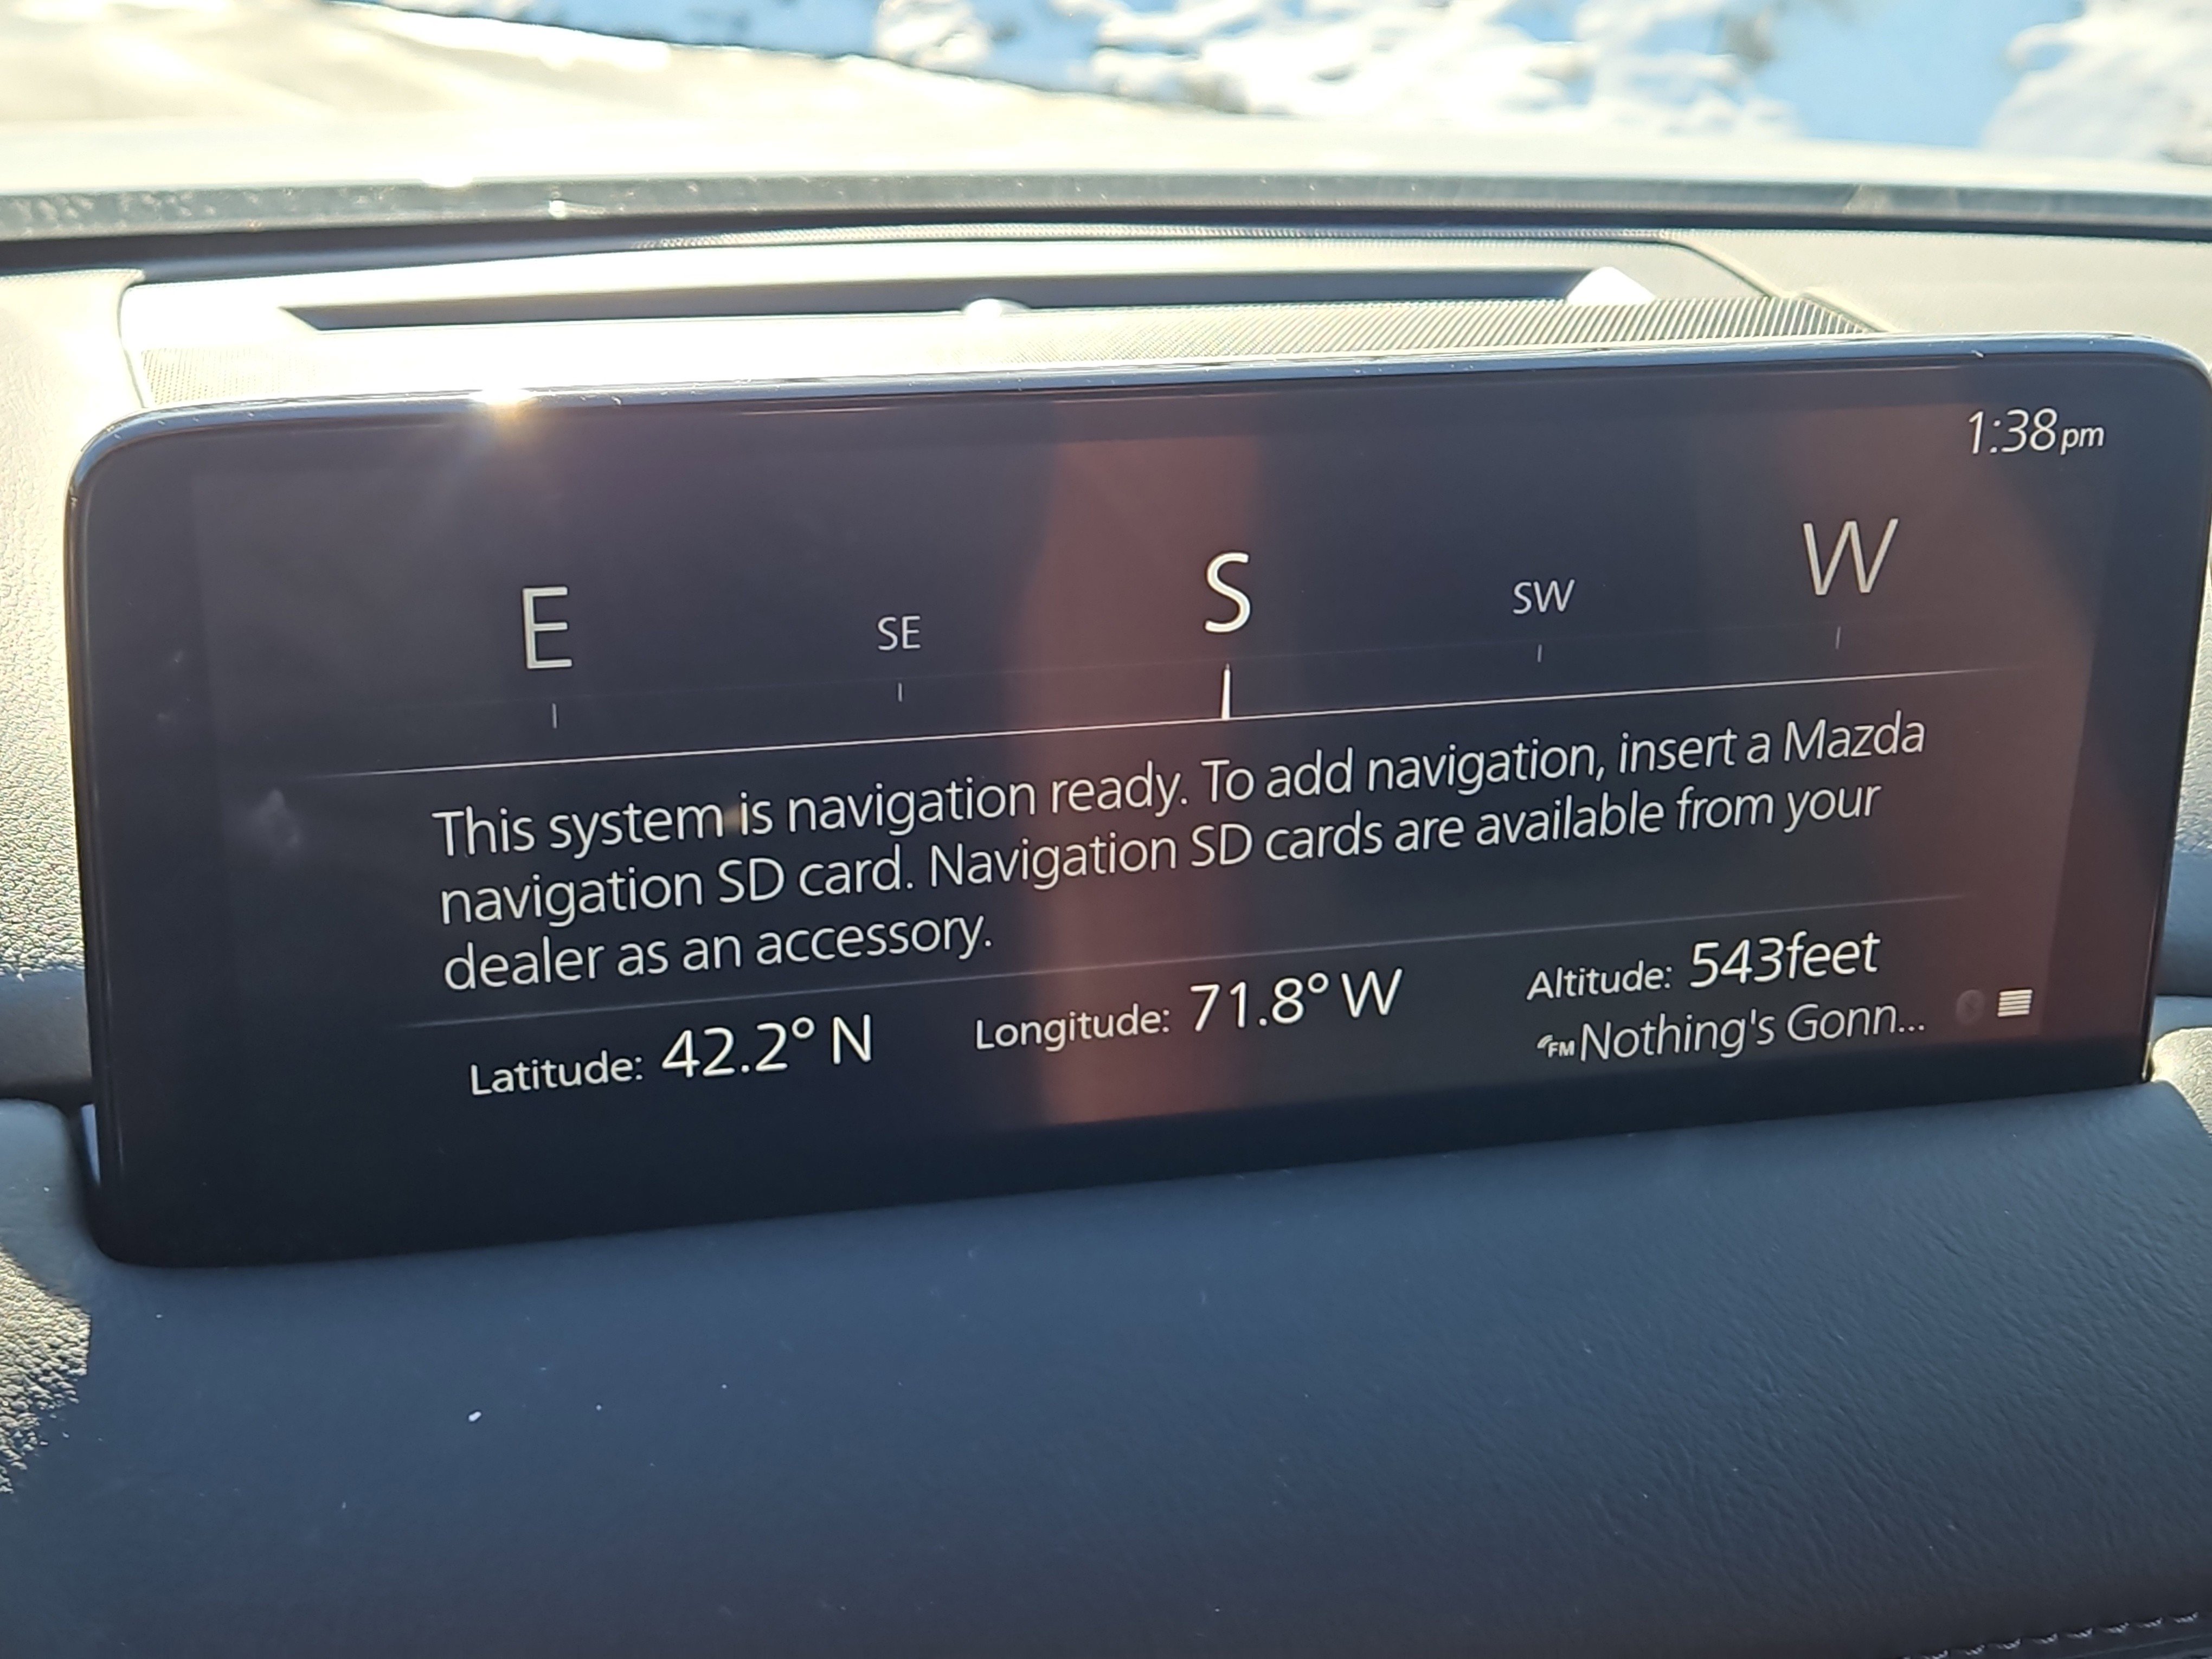 1:38pm
E SE S SW W
This system is navigation ready. To add navigation, insert a Mazda
navigation SD card. Navigation SD cards are available from your
dealer as an accessory.
Latitude: 42.2° N Longitude: 71.8° W Altitude: 543feet
FM Nothing's Gonn...